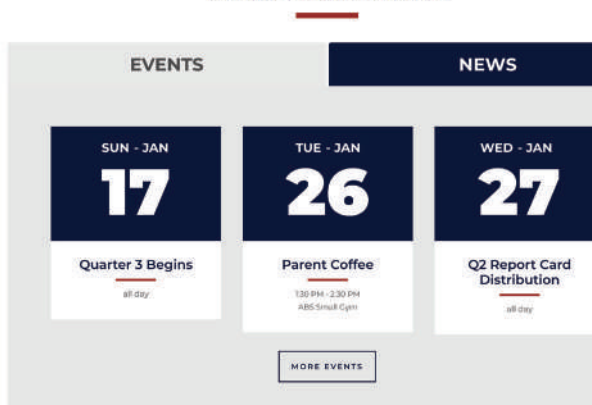 EVENTS
NEWS
SUN - JAN
17
Quarter 3 Begins
all day
TUE - JAN
26
Parent Coffee
1:30 PM - 2:30 PM
ABS Small Gym
WED - JAN
27
Q2 Report Card
Distribution
all day
MORE EVENTS